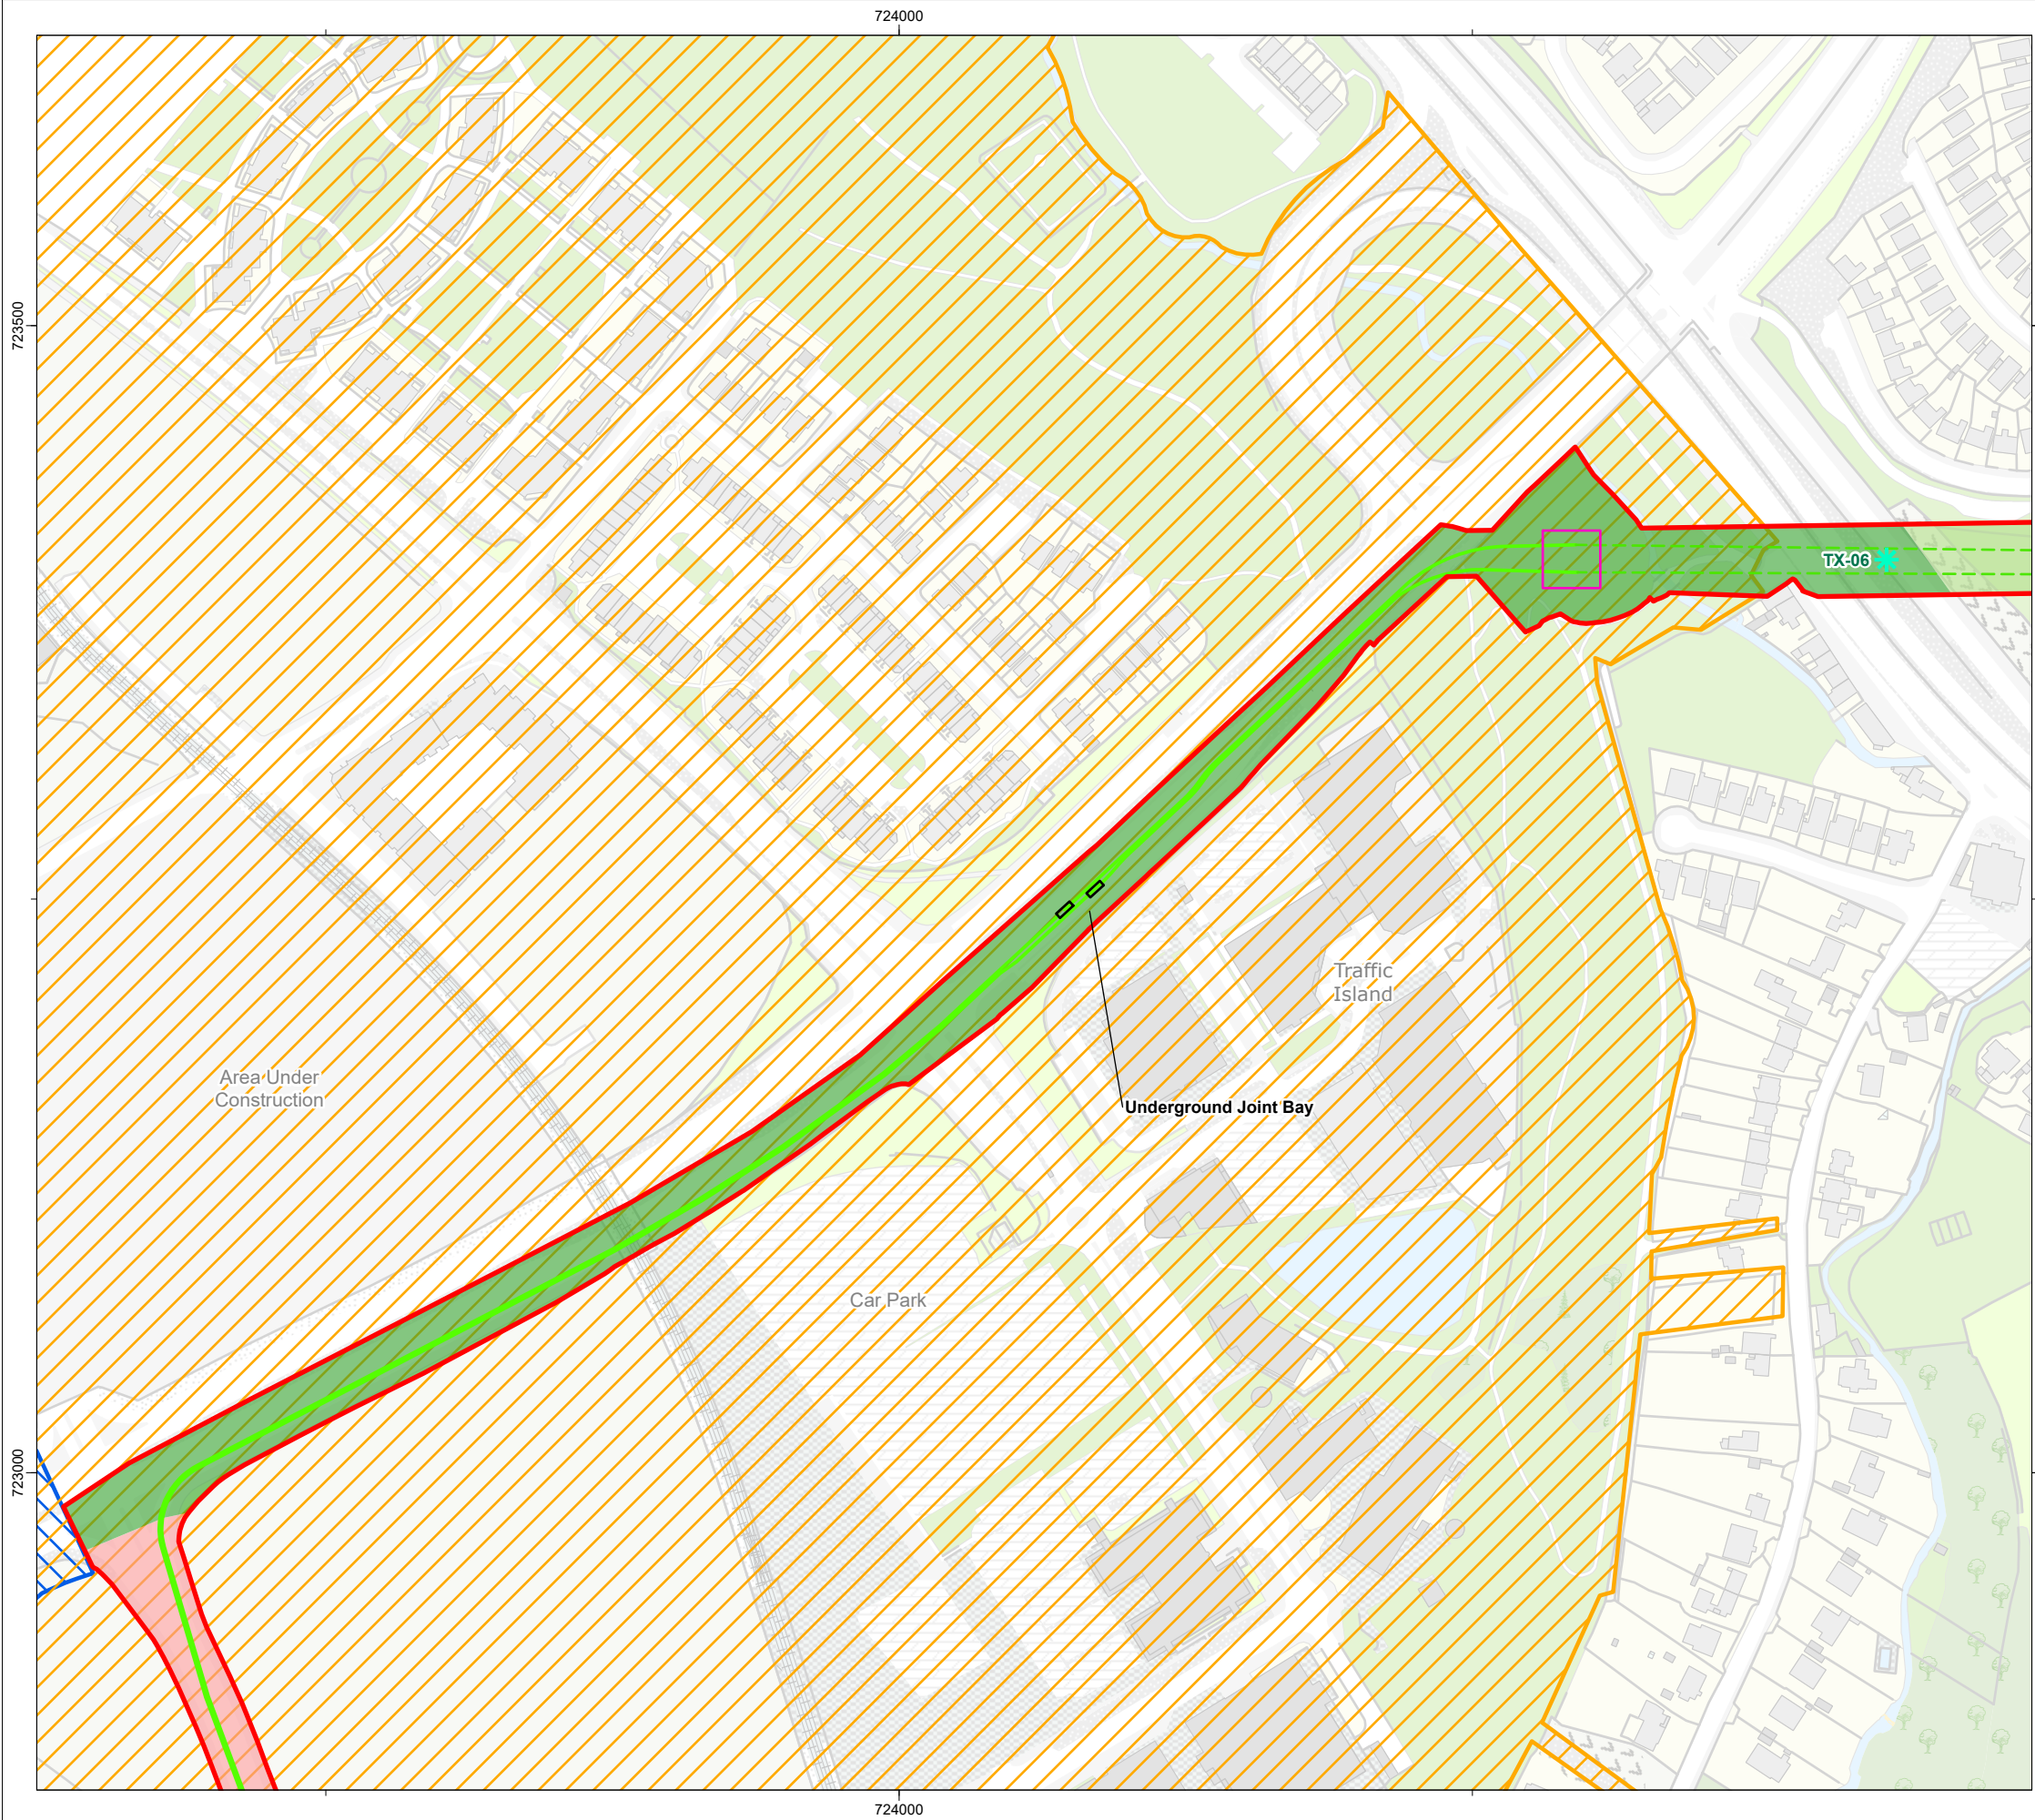 724000
723500
TX-06
Traffic
Island
Area Under
Construction
Underground Joint Bay
Car Park
723000
724000